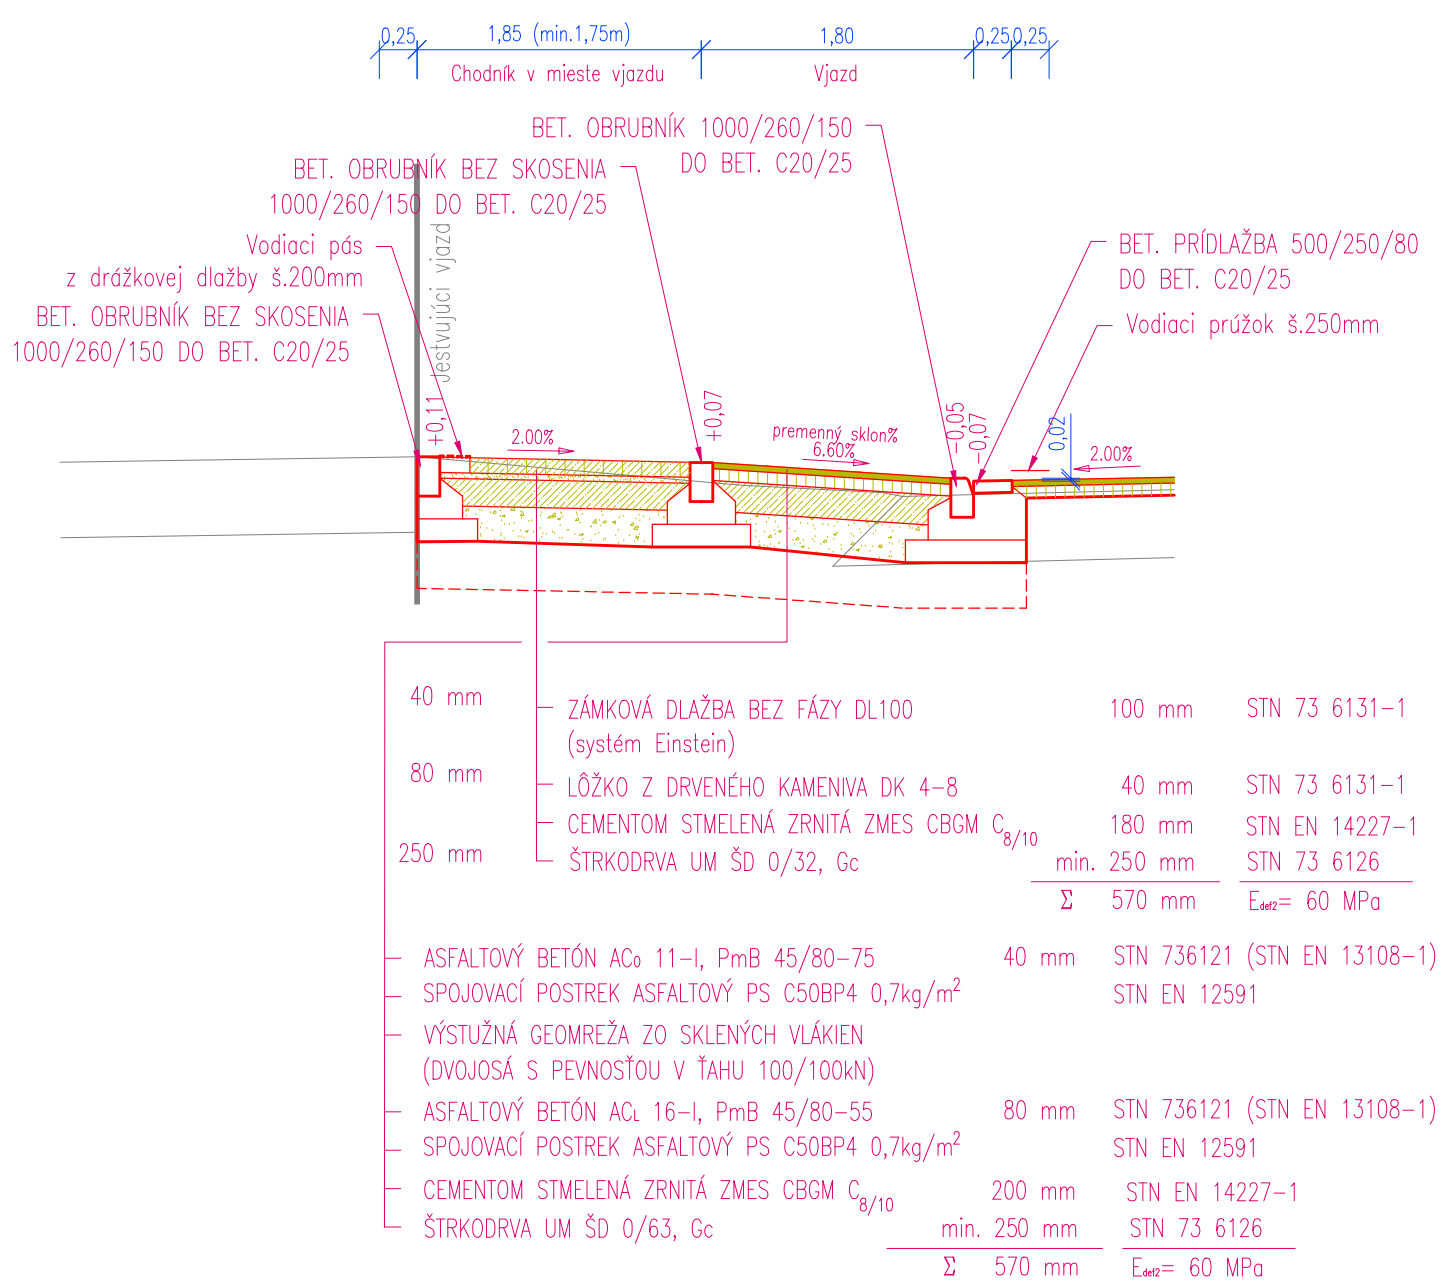 0,25
1,85 (min.1,75m)
1,80
0,25
0,25
Chodník v mieste vjazdu
Vjazd
BET. OBRUBNÍK 1000/260/150
DO BET. C20/25
BET. OBRUBNÍK BEZ SKOSENIA
1000/260/150 DO BET. C20/25
Vodiaci pás
z drážkovej dlažby š.200mm
BET. OBRUBNÍK BEZ SKOSENIA
1000/260/150 DO BET. C20/25
Jestvujúci vjazd
BET. PRÍDLAŽBA 500/250/80
DO BET. C20/25
Vodiaci prúžok š.250mm
+0,11
2.00%
+0,07
premenný sklon%
6.60%
-0,05
-0,07
0,02
2.00%
40 mm
80 mm
250 mm
ZÁMKOVÁ DLAŽBA BEZ FÁZY DL100 100 mm STN 73 6131-1
(systém Einstein)
LÔŽKO Z DRVENÉHO KAMENIVA DK 4-8 40 mm STN 73 6131-1
CEMENTOM STMELENÁ ZRNITÁ ZMES CBGM C8/10 180 mm STN EN 14227-1
ŠTRKODRVA UM ŠD 0/32, Gc min. 250 mm STN 73 6126
Σ 570 mm Edef2= 60 MPa
ASFALTOVÝ BETÓN ACo 11-I, PmB 45/80-75 40 mm STN 736121 (STN EN 13108-1)
SPOJOVACÍ POSTREK ASFALTOVÝ PS C50BP4 0,7kg/m² STN EN 12591
VÝSTUŽNÁ GEOMREŽA ZO SKLENÝCH VLÁKIEN
(DVOJOSÁ S PEVNOSŤOU V ŤAHU 100/100kN)
ASFALTOVÝ BETÓN ACL 16-I, PmB 45/80-55 80 mm STN 736121 (STN EN 13108-1)
SPOJOVACÍ POSTREK ASFALTOVÝ PS C50BP4 0,7kg/m² STN EN 12591
CEMENTOM STMELENÁ ZRNITÁ ZMES CBGM C8/10 200 mm STN EN 14227-1
ŠTRKODRVA UM ŠD 0/63, Gc min. 250 mm STN 73 6126
Σ 570 mm Edef2= 60 MPa